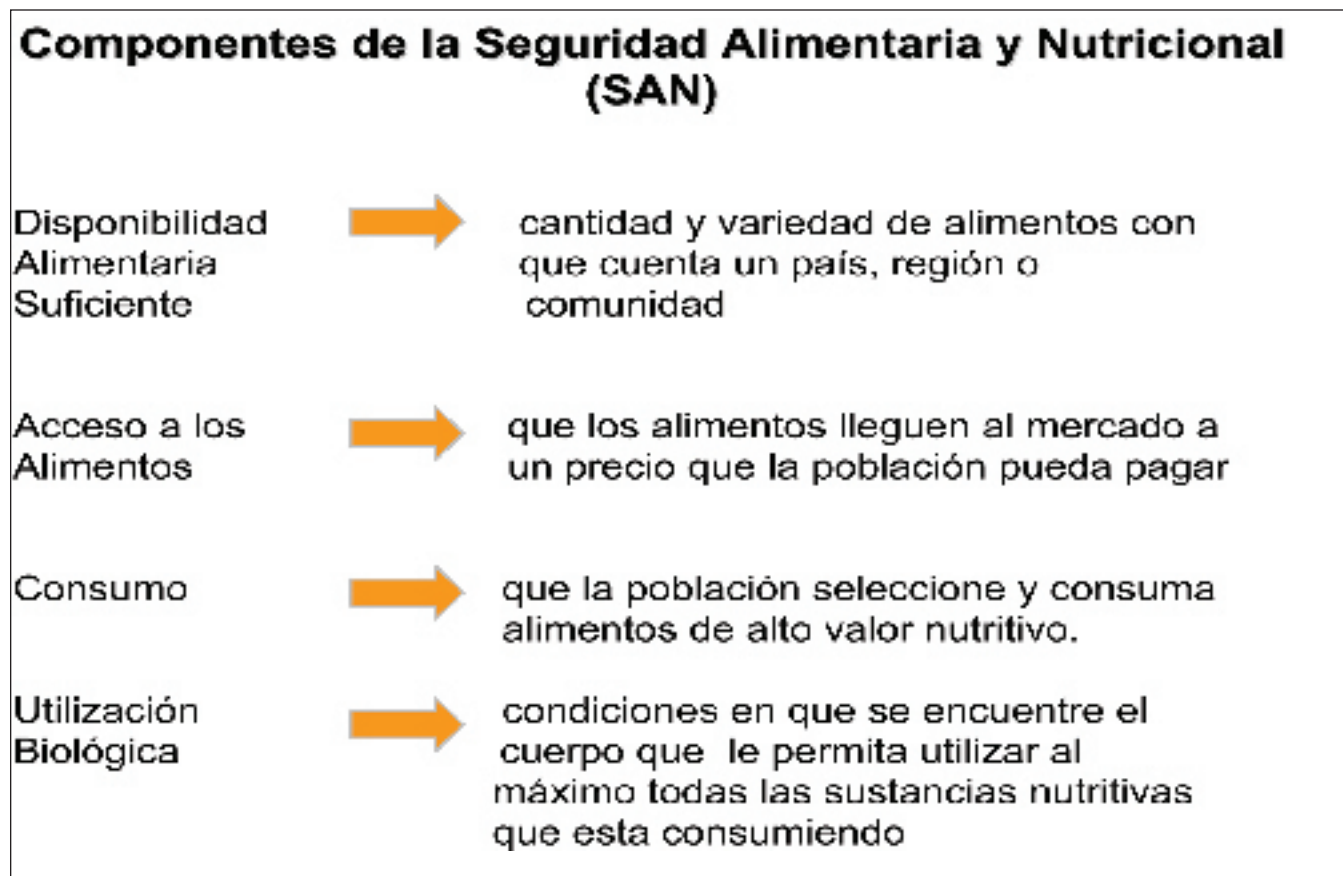 Componentes de la Seguridad Alimentaria y Nutricional
(SAN)
Disponibilidad
Alimentaria
Suficiente
cantidad y variedad de alimentos con
que cuenta un país, región o
comunidad
Acceso a los
Alimentos
que los alimentos lleguen al mercado a
un precio que la población pueda pagar
Consumo
que la población seleccione y consuma
alimentos de alto valor nutritivo.
Utilización
Biológica
condiciones en que se encuentre el
cuerpo que le permita utilizar al
máximo todas las sustancias nutritivas
que esta consumiendo